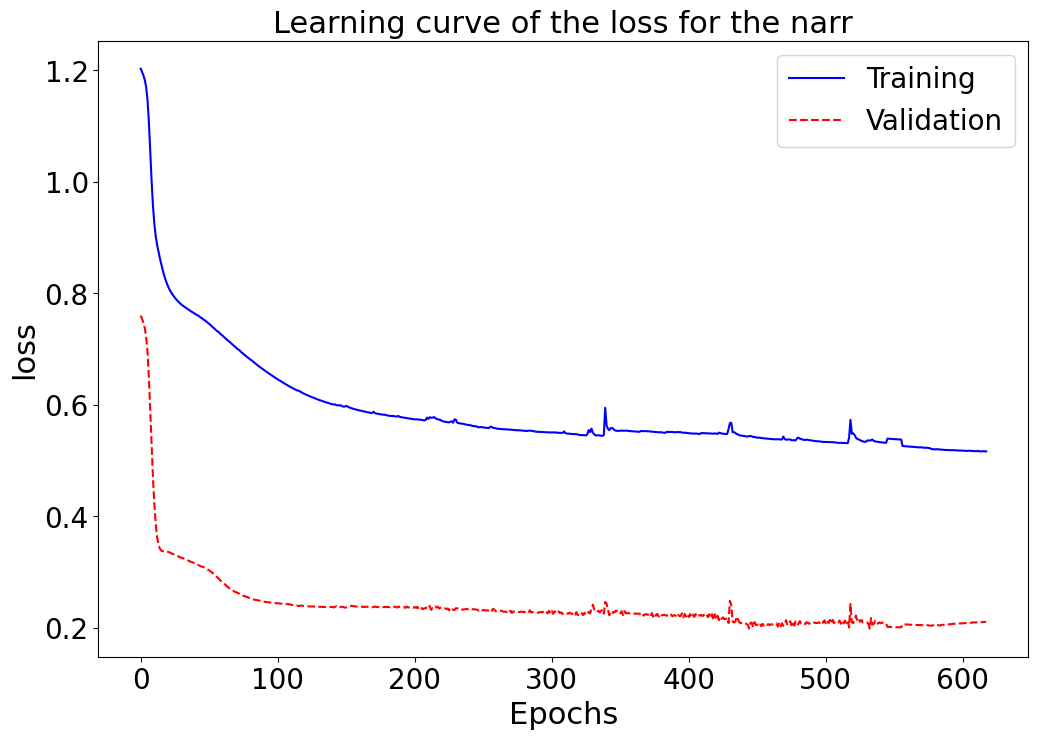 Learning curve of the loss for the narr
Training
Validation
1.2
1.0
0.8
0.6
0.4
0.2
loss
0 100 200 300 400 500 600
Epochs